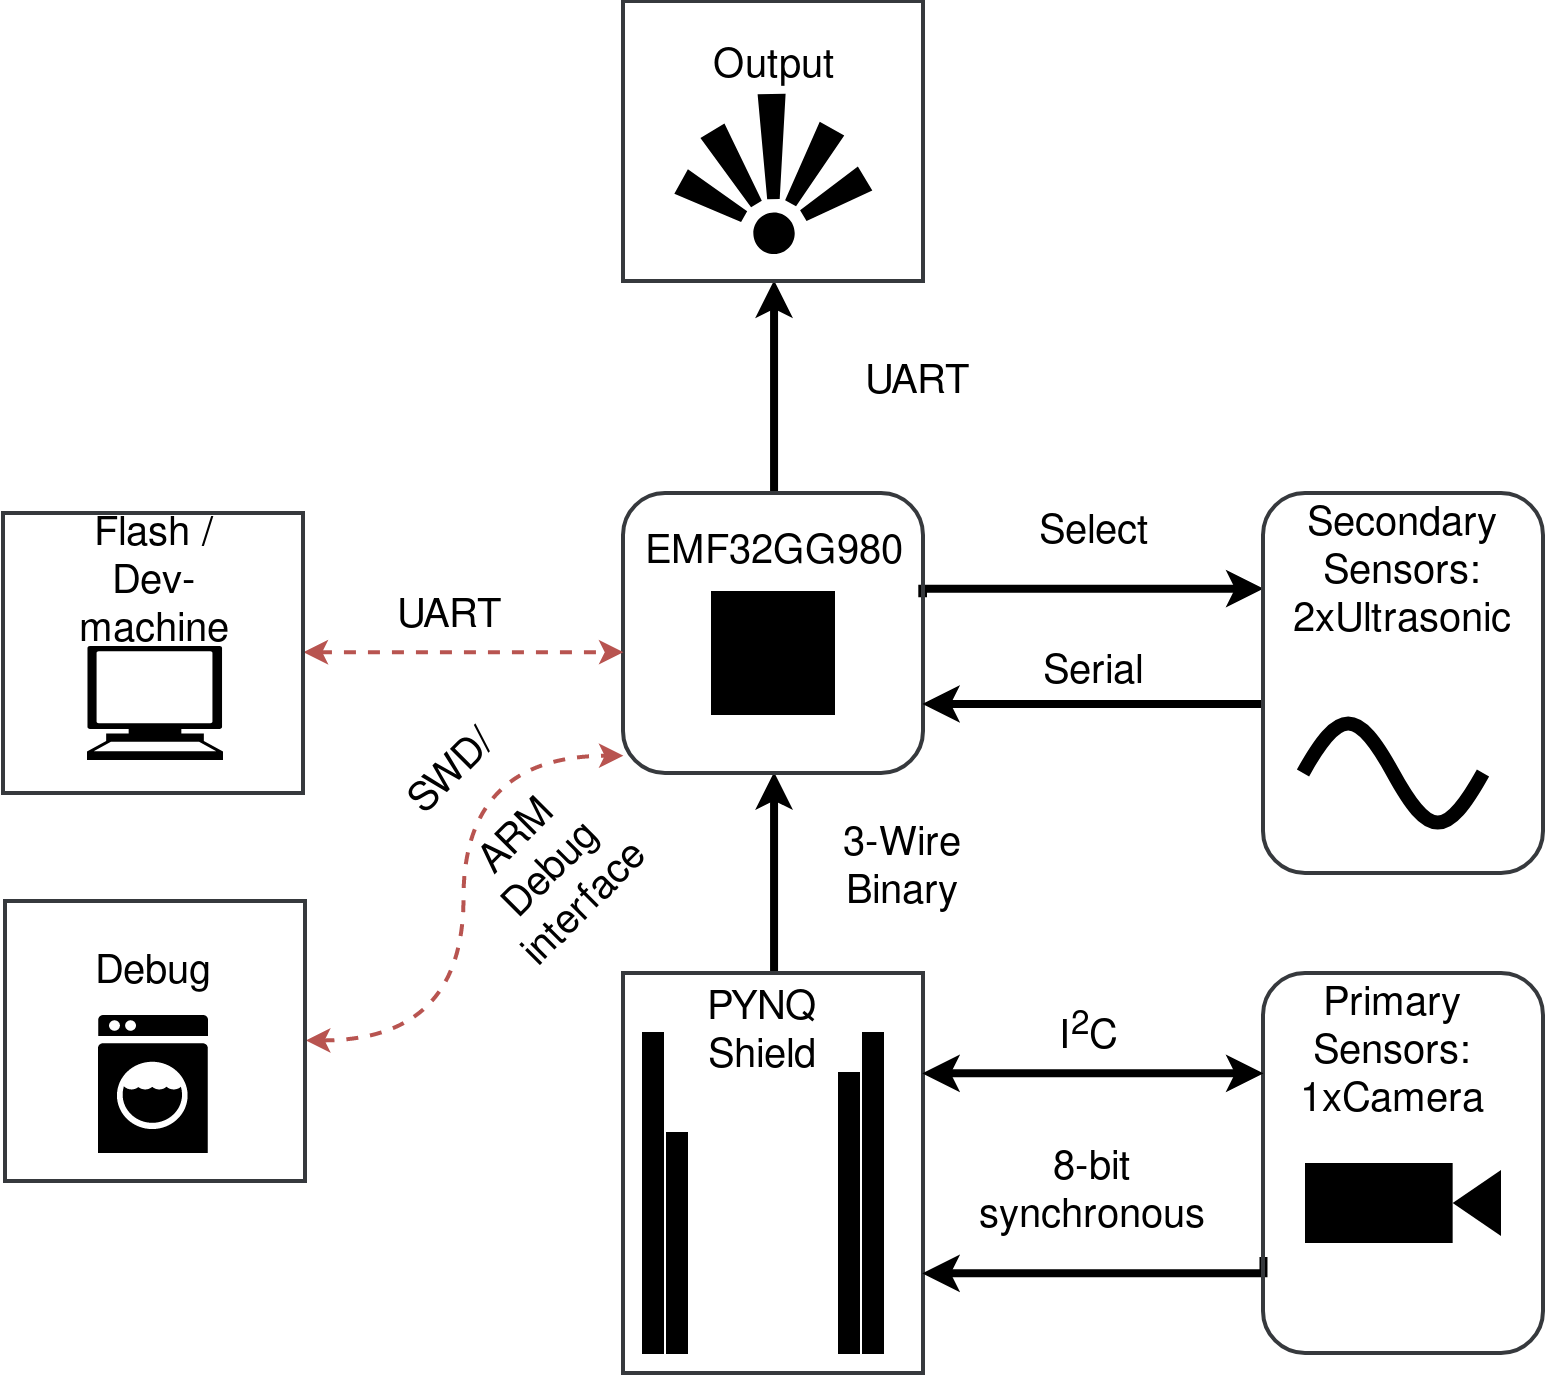 Output
UART
Flash /
Dev-
machine
UART
EMF32GG980
Select
Serial
Secondary
Sensors:
2xUltrasonic
SWD/
ARM
Debug
interface
3-Wire
Binary
Debug
PYNQ
Shield
I²C
8-bit
synchronous
Primary
Sensors:
1xCamera